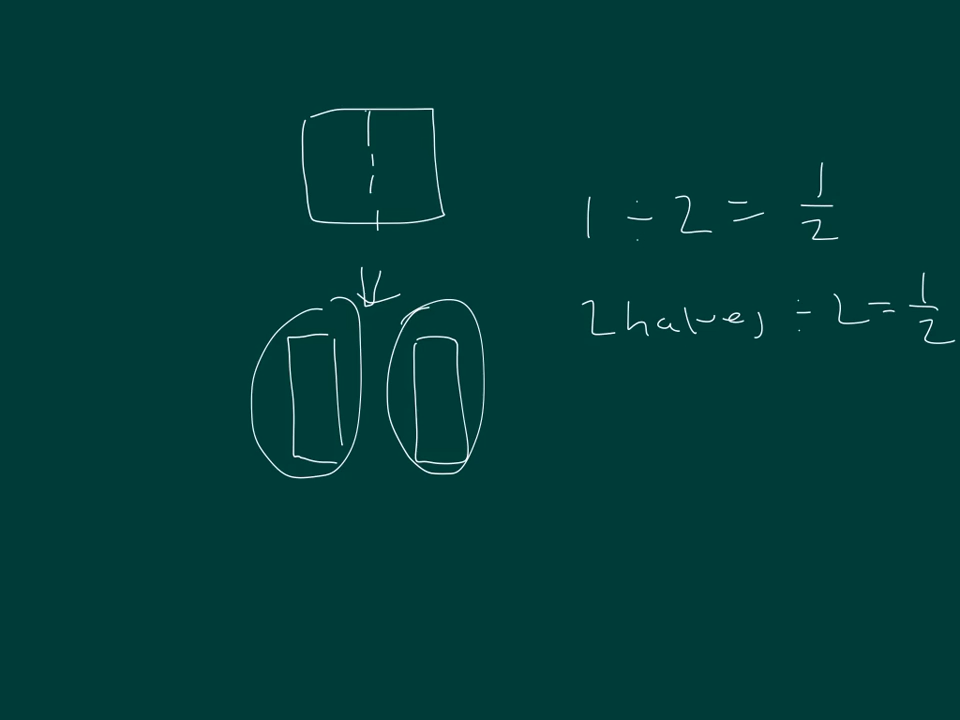 1 ÷ 2 = 1/2
2 halves ÷ 2 = 1/2